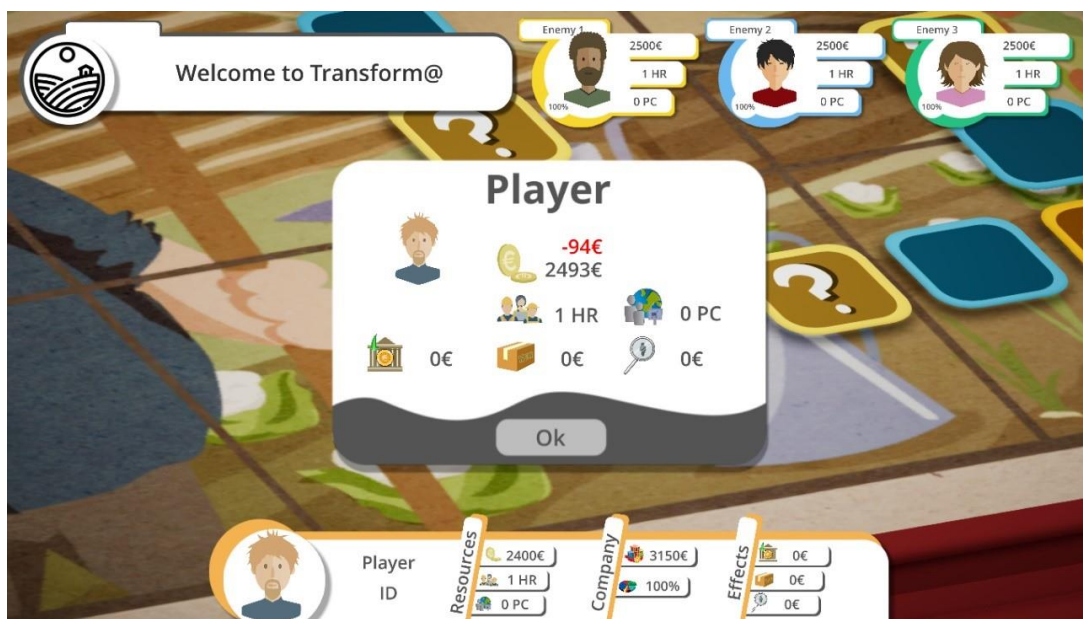 Welcome to Transform@
Enemy 1
2500€
1 HR
0 PC
100%
Enemy 2
2500€
1 HR
0 PC
100%
Enemy 3
2500€
1 HR
0 PC
100%
Player
-94€
2493€
1 HR
0 PC
0€
0€
0€
Ok
Player
ID
Resources
2400€
1 HR
0 PC
Company
3150€
100%
Effects
0€
0€
0€